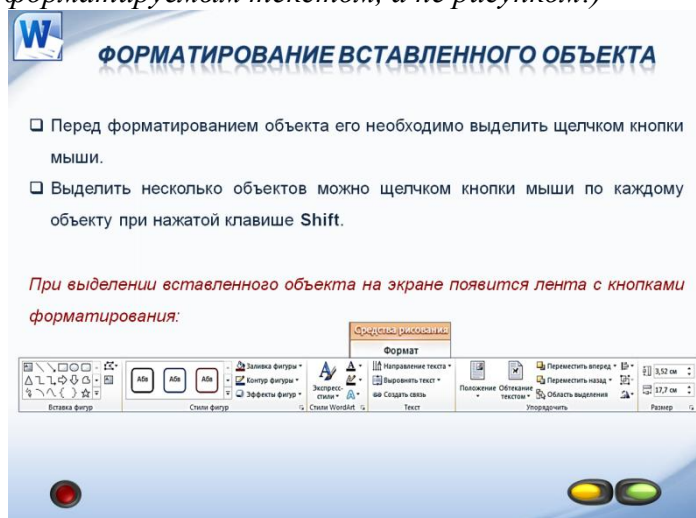 форматируемым текстом, а не рисунком!)
W
ФОРМАТИРОВАНИЕ ВСТАВЛЕННОГО ОБЪЕКТА
Перед форматированием объекта его необходимо выделить щелчком кнопки
мыши.
Выделить несколько объектов можно щелчком кнопки мыши по каждому
объекту при нажатой клавише Shift.
При выделении вставленного объекта на экране появится лента с кнопками
форматирования:
Средства рисования
Формат
Абв Абв Абв
Заливка фигуры
Контур фигуры
Эффекты фигур
Экспресс-
стили
Направление текста
Выровнять текст
Создать связь
Положение Обтекание
текстом
Переместить вперед
Переместить назад
Область выделения
3,52 см
17,7 см
Вставка фигур Стили фигур Стили WordArt Текст Упорядочить Размер